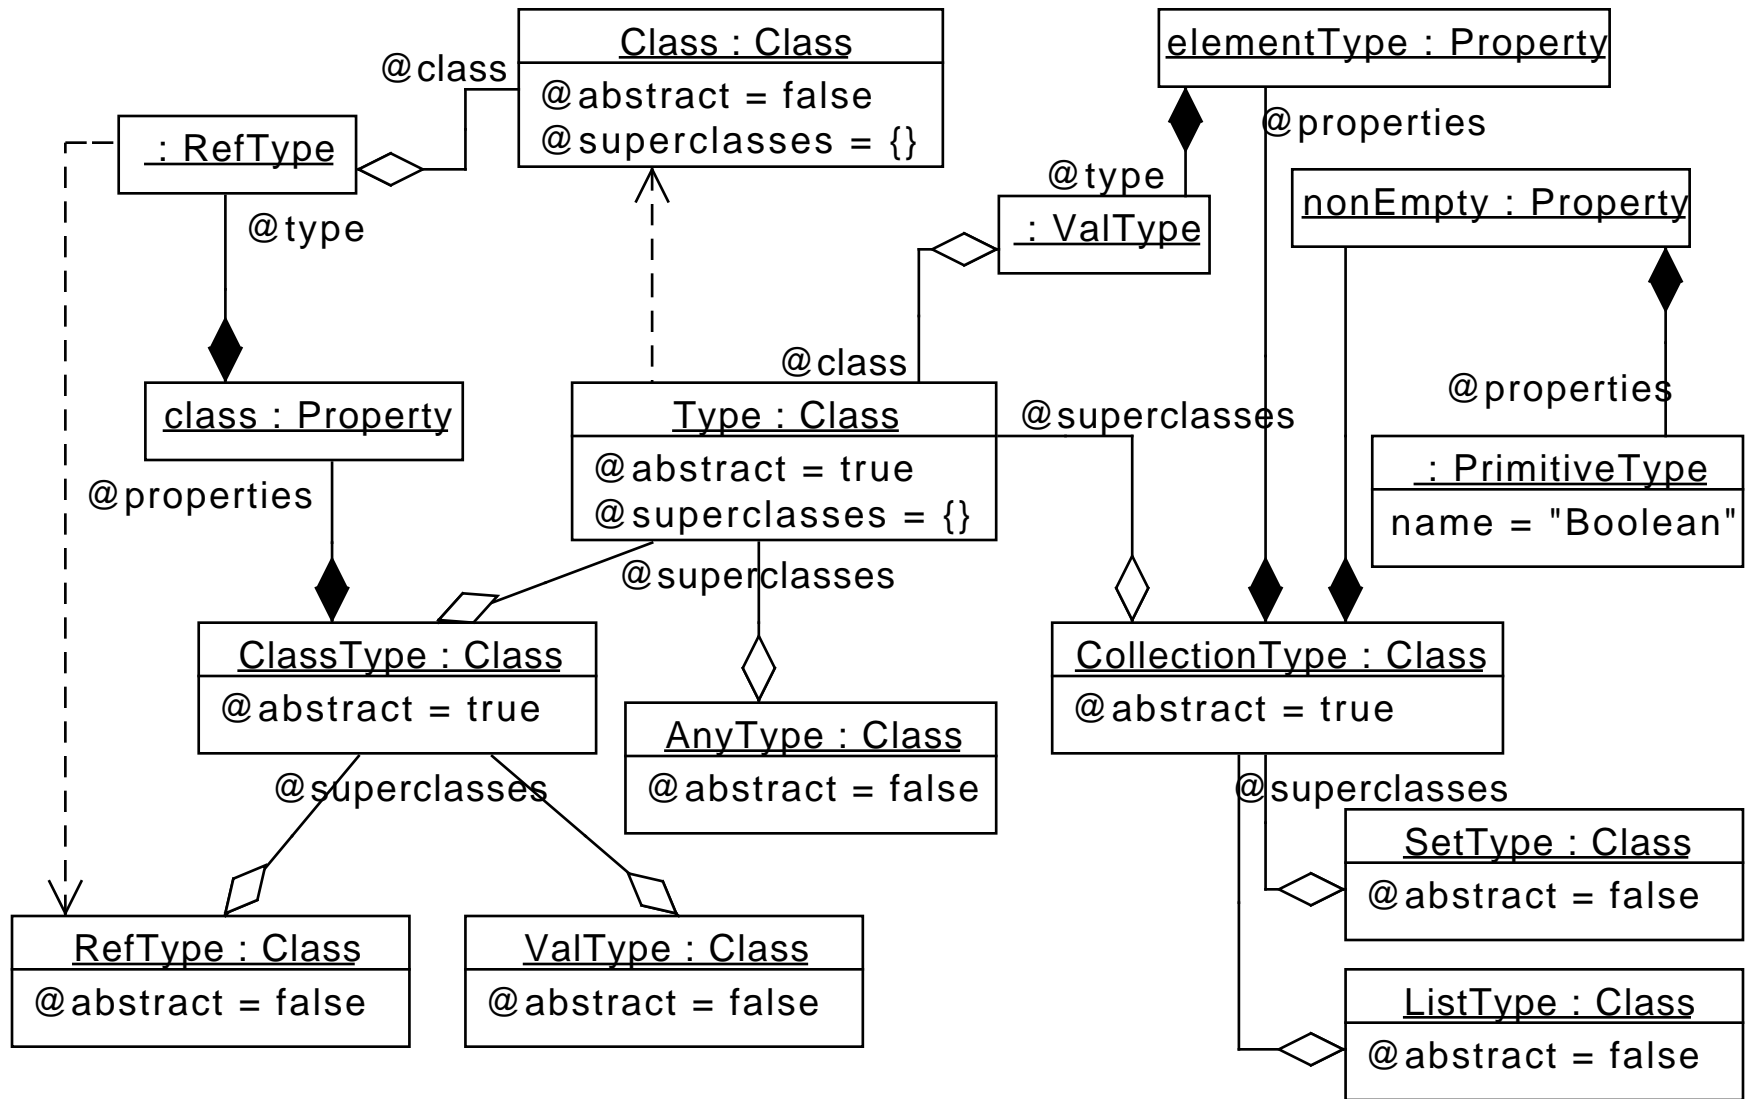 Class : Class
@abstract = false
@superclasses = {}
elementType : Property
@class
@properties
: RefType
@type
nonEmpty : Property
@type
: ValType
@class
@properties
class : Property
Type : Class
@abstract = true
@superclasses = {}
@superclasses
: PrimitiveType
name = "Boolean"
@properties
@superclasses
ClassType : Class
@abstract = true
CollectionType : Class
@abstract = true
AnyType : Class
@abstract = false
@superclasses
@superclasses
SetType : Class
@abstract = false
RefType : Class
@abstract = false
ValType : Class
@abstract = false
ListType : Class
@abstract = false